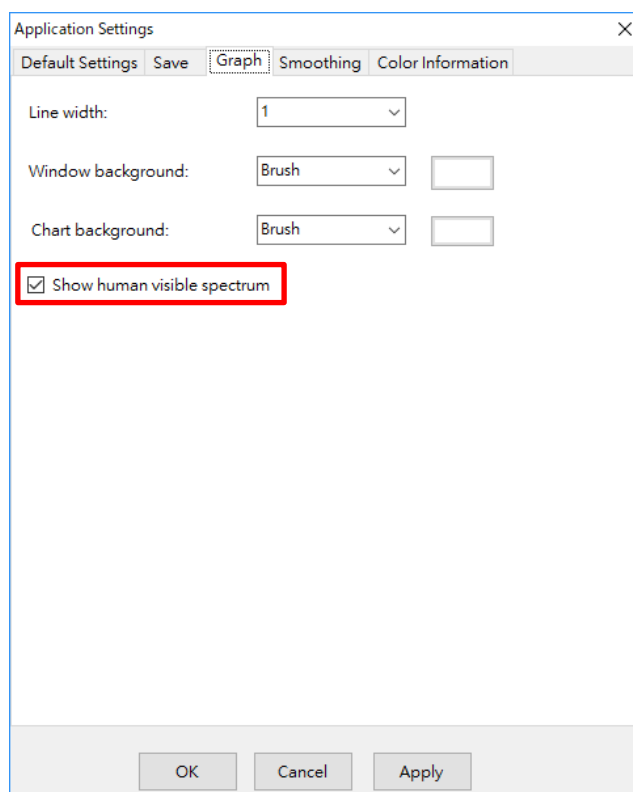 Application Settings
Default Settings Save Graph Smoothing Color Information
Line width: 1
Window background: Brush
Chart background: Brush
Show human visible spectrum
OK Cancel Apply